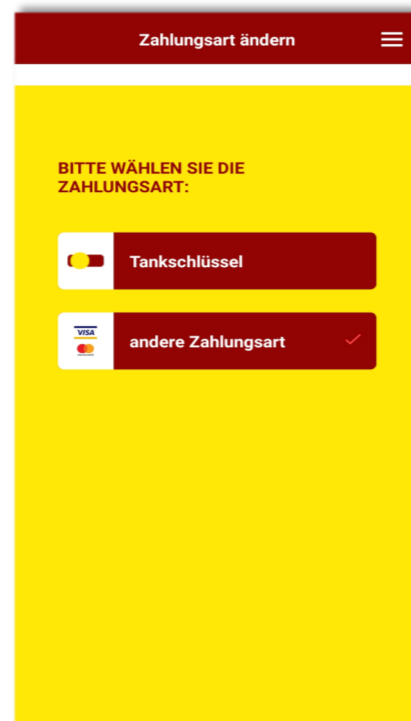 Zahlungsart ändern
BITTE WÄHLEN SIE DIE
ZAHLUNGSART:
Tankschlüssel
VISA
andere Zahlungsart